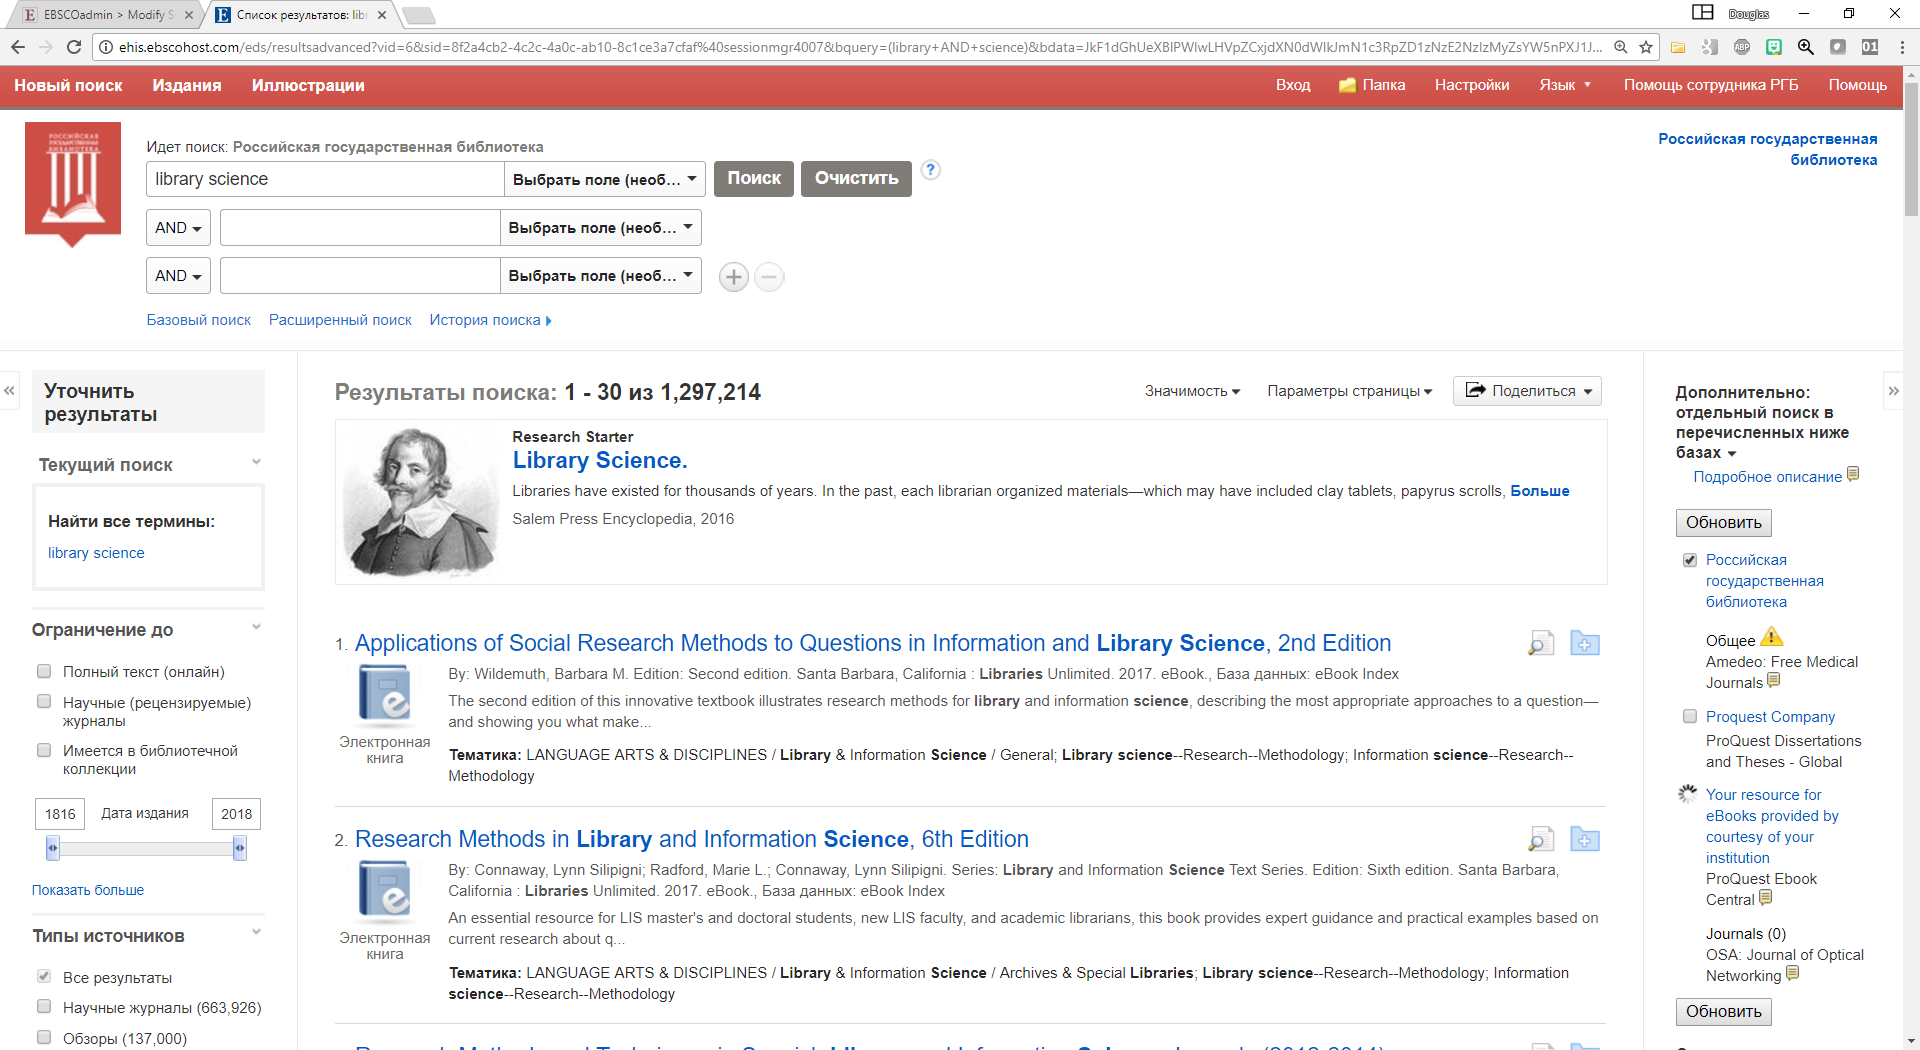 EBSCOadmin > Modify S
Список результатов: lib
Douglas
ehis.ebscohost.com/eds/resultsadvanced?vid=6&sid=8f2a4cb2-4c2c-4a0c-ab10-8c1ce3a7cfaf%40sessionmgr4007&bquery=(library+AND+science)&bdata=JkF1dGhUeXBlPWlwLHVpZCxjdXN0dWlkJmN1c3RpZD1zNzE2NzIzMyZsYW5nPXJ1J...
ABP
01
Новый поиск Издания Иллюстрации
Вход Папка Настройки Язык Помощь сотрудника РГБ Помощь
РОССИЙСКАЯ
ГОСУДАРСТВЕННАЯ
БИБЛИОТЕКА
Идет поиск: Российская государственная библиотека
library science Выбрать поле (необ... Поиск Очистить ?
AND Выбрать поле (необ...
AND Выбрать поле (необ...
Базовый поиск Расширенный поиск История поиска
Российская государственная
библиотека
Уточнить
результаты
Текущий поиск
Найти все термины:
library science
Ограничение до
Полный текст (онлайн)
Научные (рецензируемые)
журналы
Имеется в библиотечной
коллекции
1816 Дата издания 2018
Показать больше
Типы источников
Все результаты
Научные журналы (663,926)
Обзоры (137,000)
Результаты поиска: 1 - 30 из 1,297,214
Значимость Параметры страницы Поделиться
Research Starter
Library Science.
Libraries have existed for thousands of years. In the past, each librarian organized materials—which may have included clay tablets, papyrus scrolls, Больше
Salem Press Encyclopedia, 2016
1. Applications of Social Research Methods to Questions in Information and Library Science, 2nd Edition
Электронная
книга
By: Wildemuth, Barbara M. Edition: Second edition. Santa Barbara, California : Libraries Unlimited. 2017. eBook., База данных: eBook Index
The second edition of this innovative textbook illustrates research methods for library and information science, describing the most appropriate approaches to a question—
and showing you what make...
Тематика: LANGUAGE ARTS & DISCIPLINES / Library & Information Science / General; Library science--Research--Methodology; Information science--Research--
Methodology
2. Research Methods in Library and Information Science, 6th Edition
Электронная
книга
By: Connaway, Lynn Silipigni; Radford, Marie L.; Connaway, Lynn Silipigni. Series: Library and Information Science Text Series. Edition: Sixth edition. Santa Barbara,
California : Libraries Unlimited. 2017. eBook., База данных: eBook Index
An essential resource for LIS master's and doctoral students, new LIS faculty, and academic librarians, this book provides expert guidance and practical examples based on
current research about q...
Тематика: LANGUAGE ARTS & DISCIPLINES / Library & Information Science / Archives & Special Libraries; Library science--Research--Methodology; Information
science--Research--Methodology
Дополнительно:
отдельный поиск в
перечисленных ниже
базах
Подробное описание
Обновить
Российская
государственная
библиотека
Общее
Amedeo: Free Medical
Journals
Proquest Company
ProQuest Dissertations
and Theses - Global
Your resource for
eBooks provided by
courtesy of your
institution
ProQuest Ebook
Central
Journals (0)
OSA: Journal of Optical
Networking
Обновить